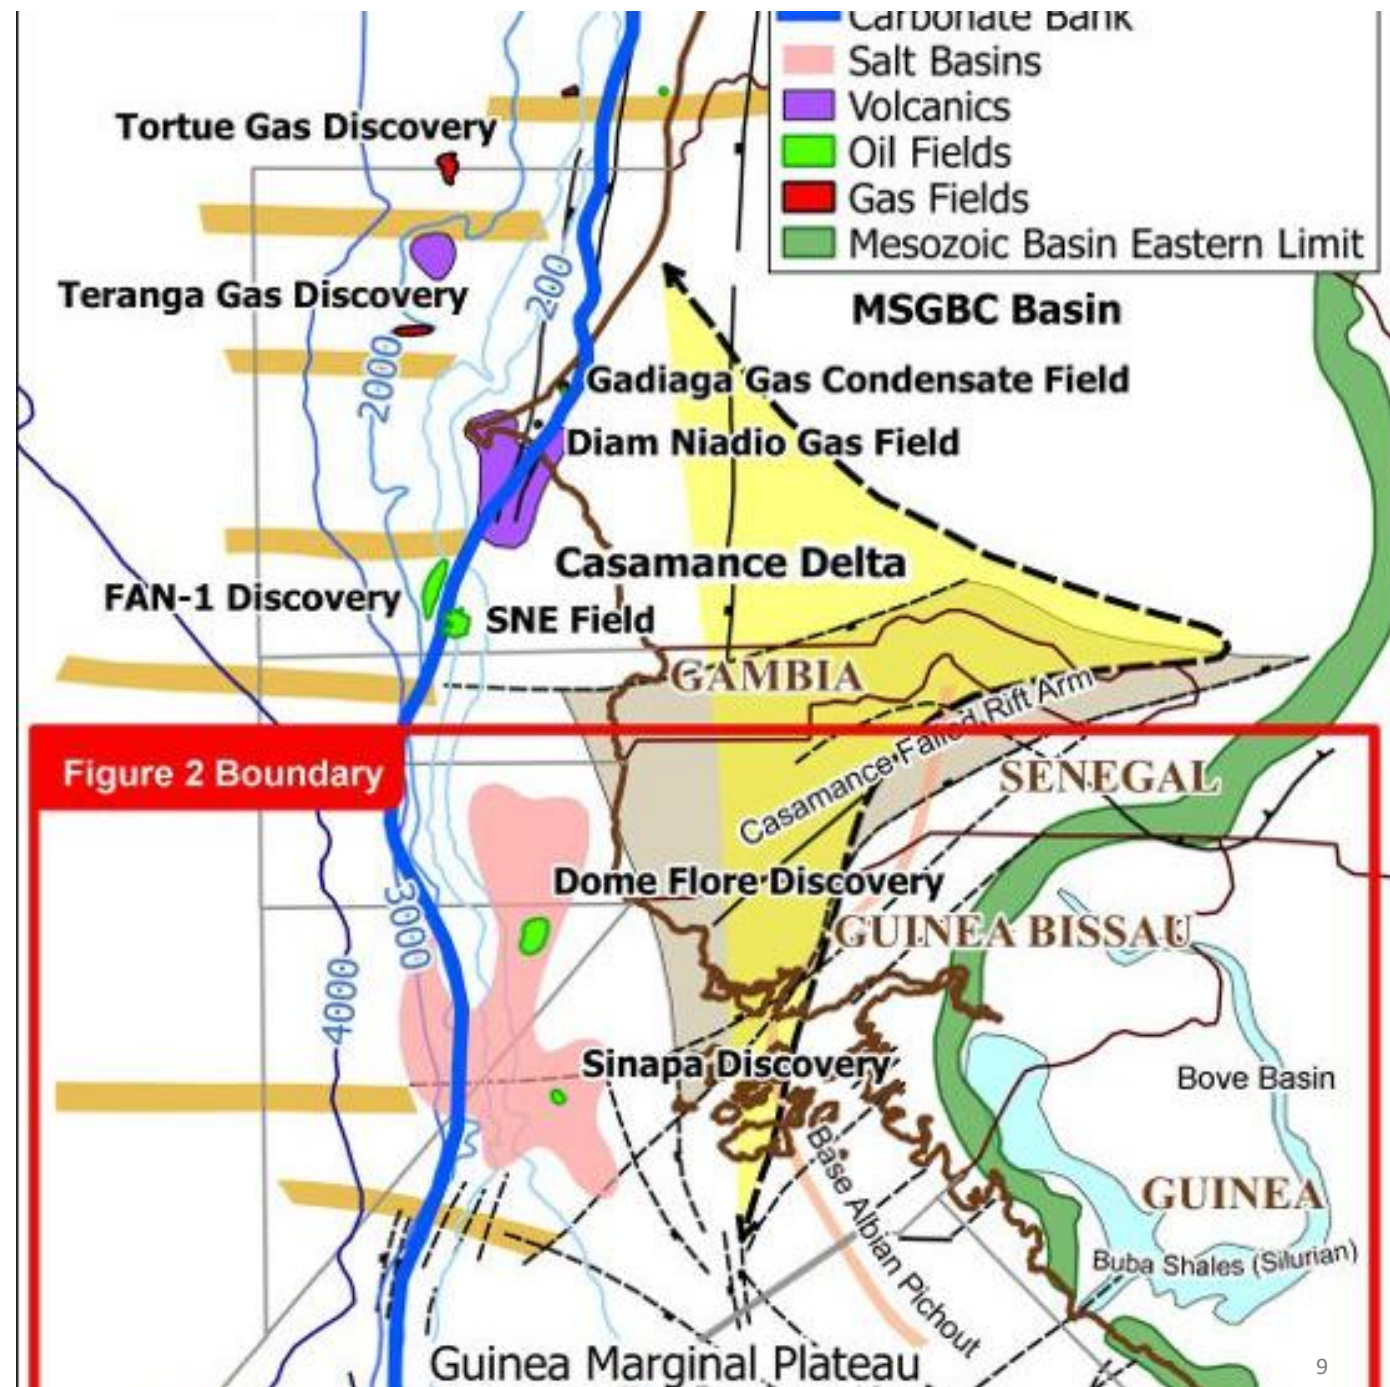 Carbonate Bank
Salt Basins
Volcanics
Oil Fields
Gas Fields
Mesozoic Basin Eastern Limit
Tortue Gas Discovery
Teranga Gas Discovery
200
MSGBC Basin
2000
Gadiaga Gas Condensate Field
Diam Niadio Gas Field
Casamance Delta
FAN-1 Discovery
SNE Field
GAMBIA
Casamance Failed Rift Arm
Figure 2 Boundary
SENEGAL
Dome Flore Discovery
3000
GUINEA BISSAU
4000
Sinapa Discovery
Bove Basin
Base Albian Pichout
GUINEA
Buba Shales (Silurian)
Guinea Marginal Plateau
9